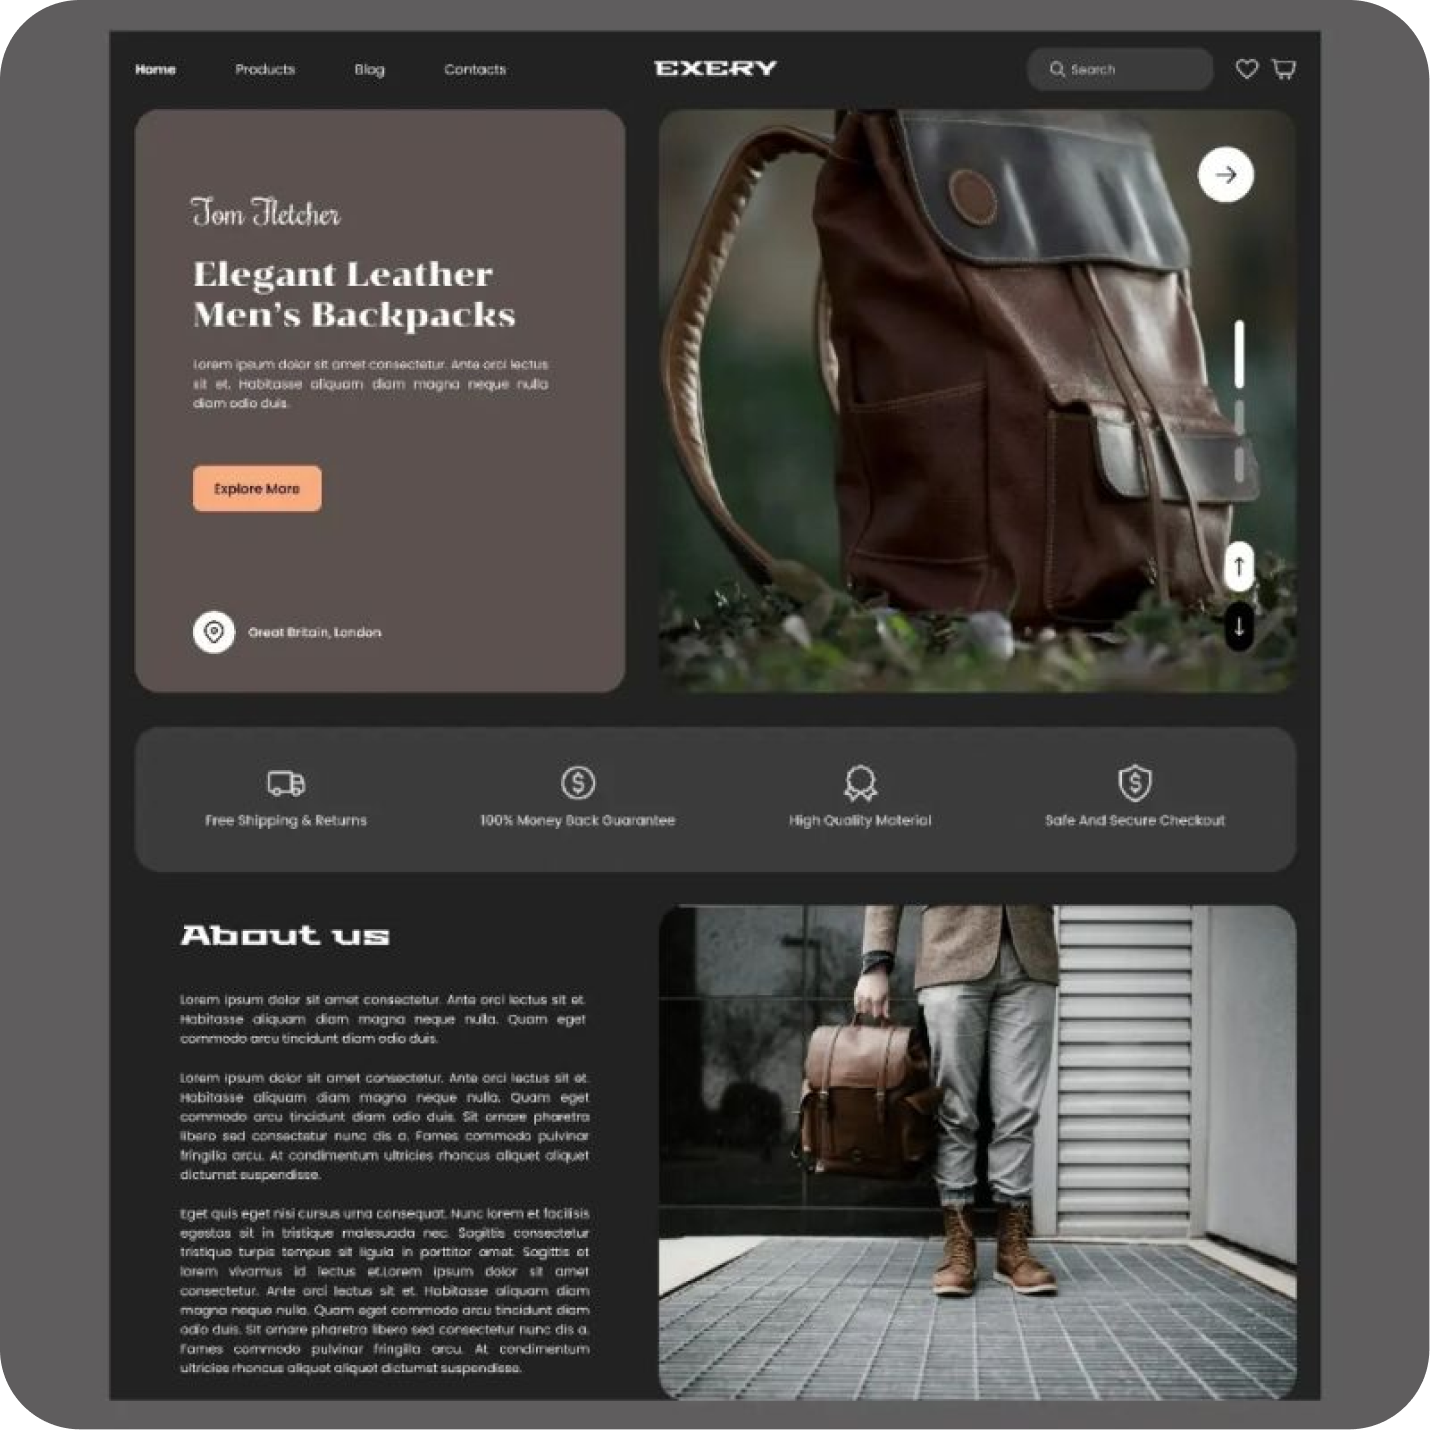 Home Products Blog Contacts EXERY Search
Tom Fletcher
Elegant Leather
Men's Backpacks
Lorem ipsum dolor sit amet consectetur. Ante orci lectus
sit et. Habitasse aliquam diam magna neque nulla
diam odio duis.
Explore More
Great Britain, London
Free Shipping & Returns
100% Money Back Guarantee
High Quality Material
Safe And Secure Checkout
About us
Lorem ipsum dolor sit amet consectetur. Ante orci lectus sit et.
Habitasse aliquam diam magna neque nulla. Quam eget
commodo arcu tincidunt diam odio duis.
Lorem ipsum dolor sit amet consectetur. Ante orci lectus sit et.
Habitasse aliquam diam magna neque nulla. Quam eget
commodo arcu tincidunt diam odio duis. Sit ornare pharetra
libero sed consectetur nunc dis a. Fames commodo pulvinar
fringilla arcu. At condimentum ultricies rhoncus aliquet aliquet
dictumst suspendisse.
Eget quis eget nisi cursus urna consequat. Nunc lorem et facilisis
egestas sit in tristique malesuada nec. Sagittis consectetur
tristique turpis tempus sit ligula in porttitor amet. Sagittis et
lorem vivamus id lectus et.Lorem ipsum dolor sit amet
consectetur. Ante orci lectus sit et. Habitasse aliquam diam
magna neque nulla. Quam eget commodo arcu tincidunt diam
odio duis. Sit ornare pharetra libero sed consectetur nunc dis a.
Fames commodo pulvinar fringilla arcu. At condimentum
ultricies rhoncus aliquet aliquet dictumst suspendisse.